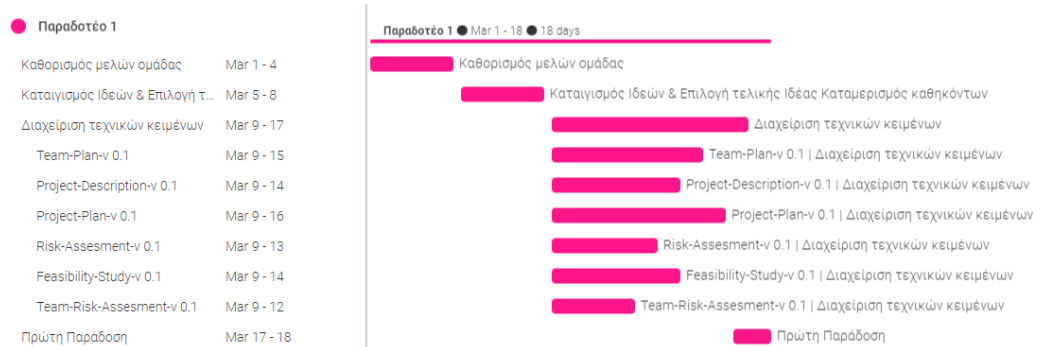 Παραδοτέο 1
Παραδοτέο 1 ● Mar 1 - 18 ● 18 days
Καθορισμός μελών ομάδας Mar 1 - 4 Καθορισμός μελών ομάδας
Καταιγισμός Ιδεών & Επιλογή τ... Mar 5 - 8 Καταιγισμός Ιδεών & Επιλογή τελικής Ιδέας Καταμερισμός καθηκόντων
Διαχείριση τεχνικών κειμένων Mar 9 - 17 Διαχείριση τεχνικών κειμένων
Team-Plan-v 0.1 Mar 9 - 15 Team-Plan-v 0.1 | Διαχείριση τεχνικών κειμένων
Project-Description-v 0.1 Mar 9 - 14 Project-Description-v 0.1 | Διαχείριση τεχνικών κειμένων
Project-Plan-v 0.1 Mar 9 - 16 Project-Plan-v 0.1 | Διαχείριση τεχνικών κειμένων
Risk-Assesment-v 0.1 Mar 9 - 13 Risk-Assesment-v 0.1 | Διαχείριση τεχνικών κειμένων
Feasibility-Study-v 0.1 Mar 9 - 14 Feasibility-Study-v 0.1 | Διαχείριση τεχνικών κειμένων
Team-Risk-Assesment-v 0.1 Mar 9 - 12 Team-Risk-Assesment-v 0.1 | Διαχείριση τεχνικών κειμένων
Πρώτη Παράδοση Mar 17 - 18 Πρώτη Παράδοση